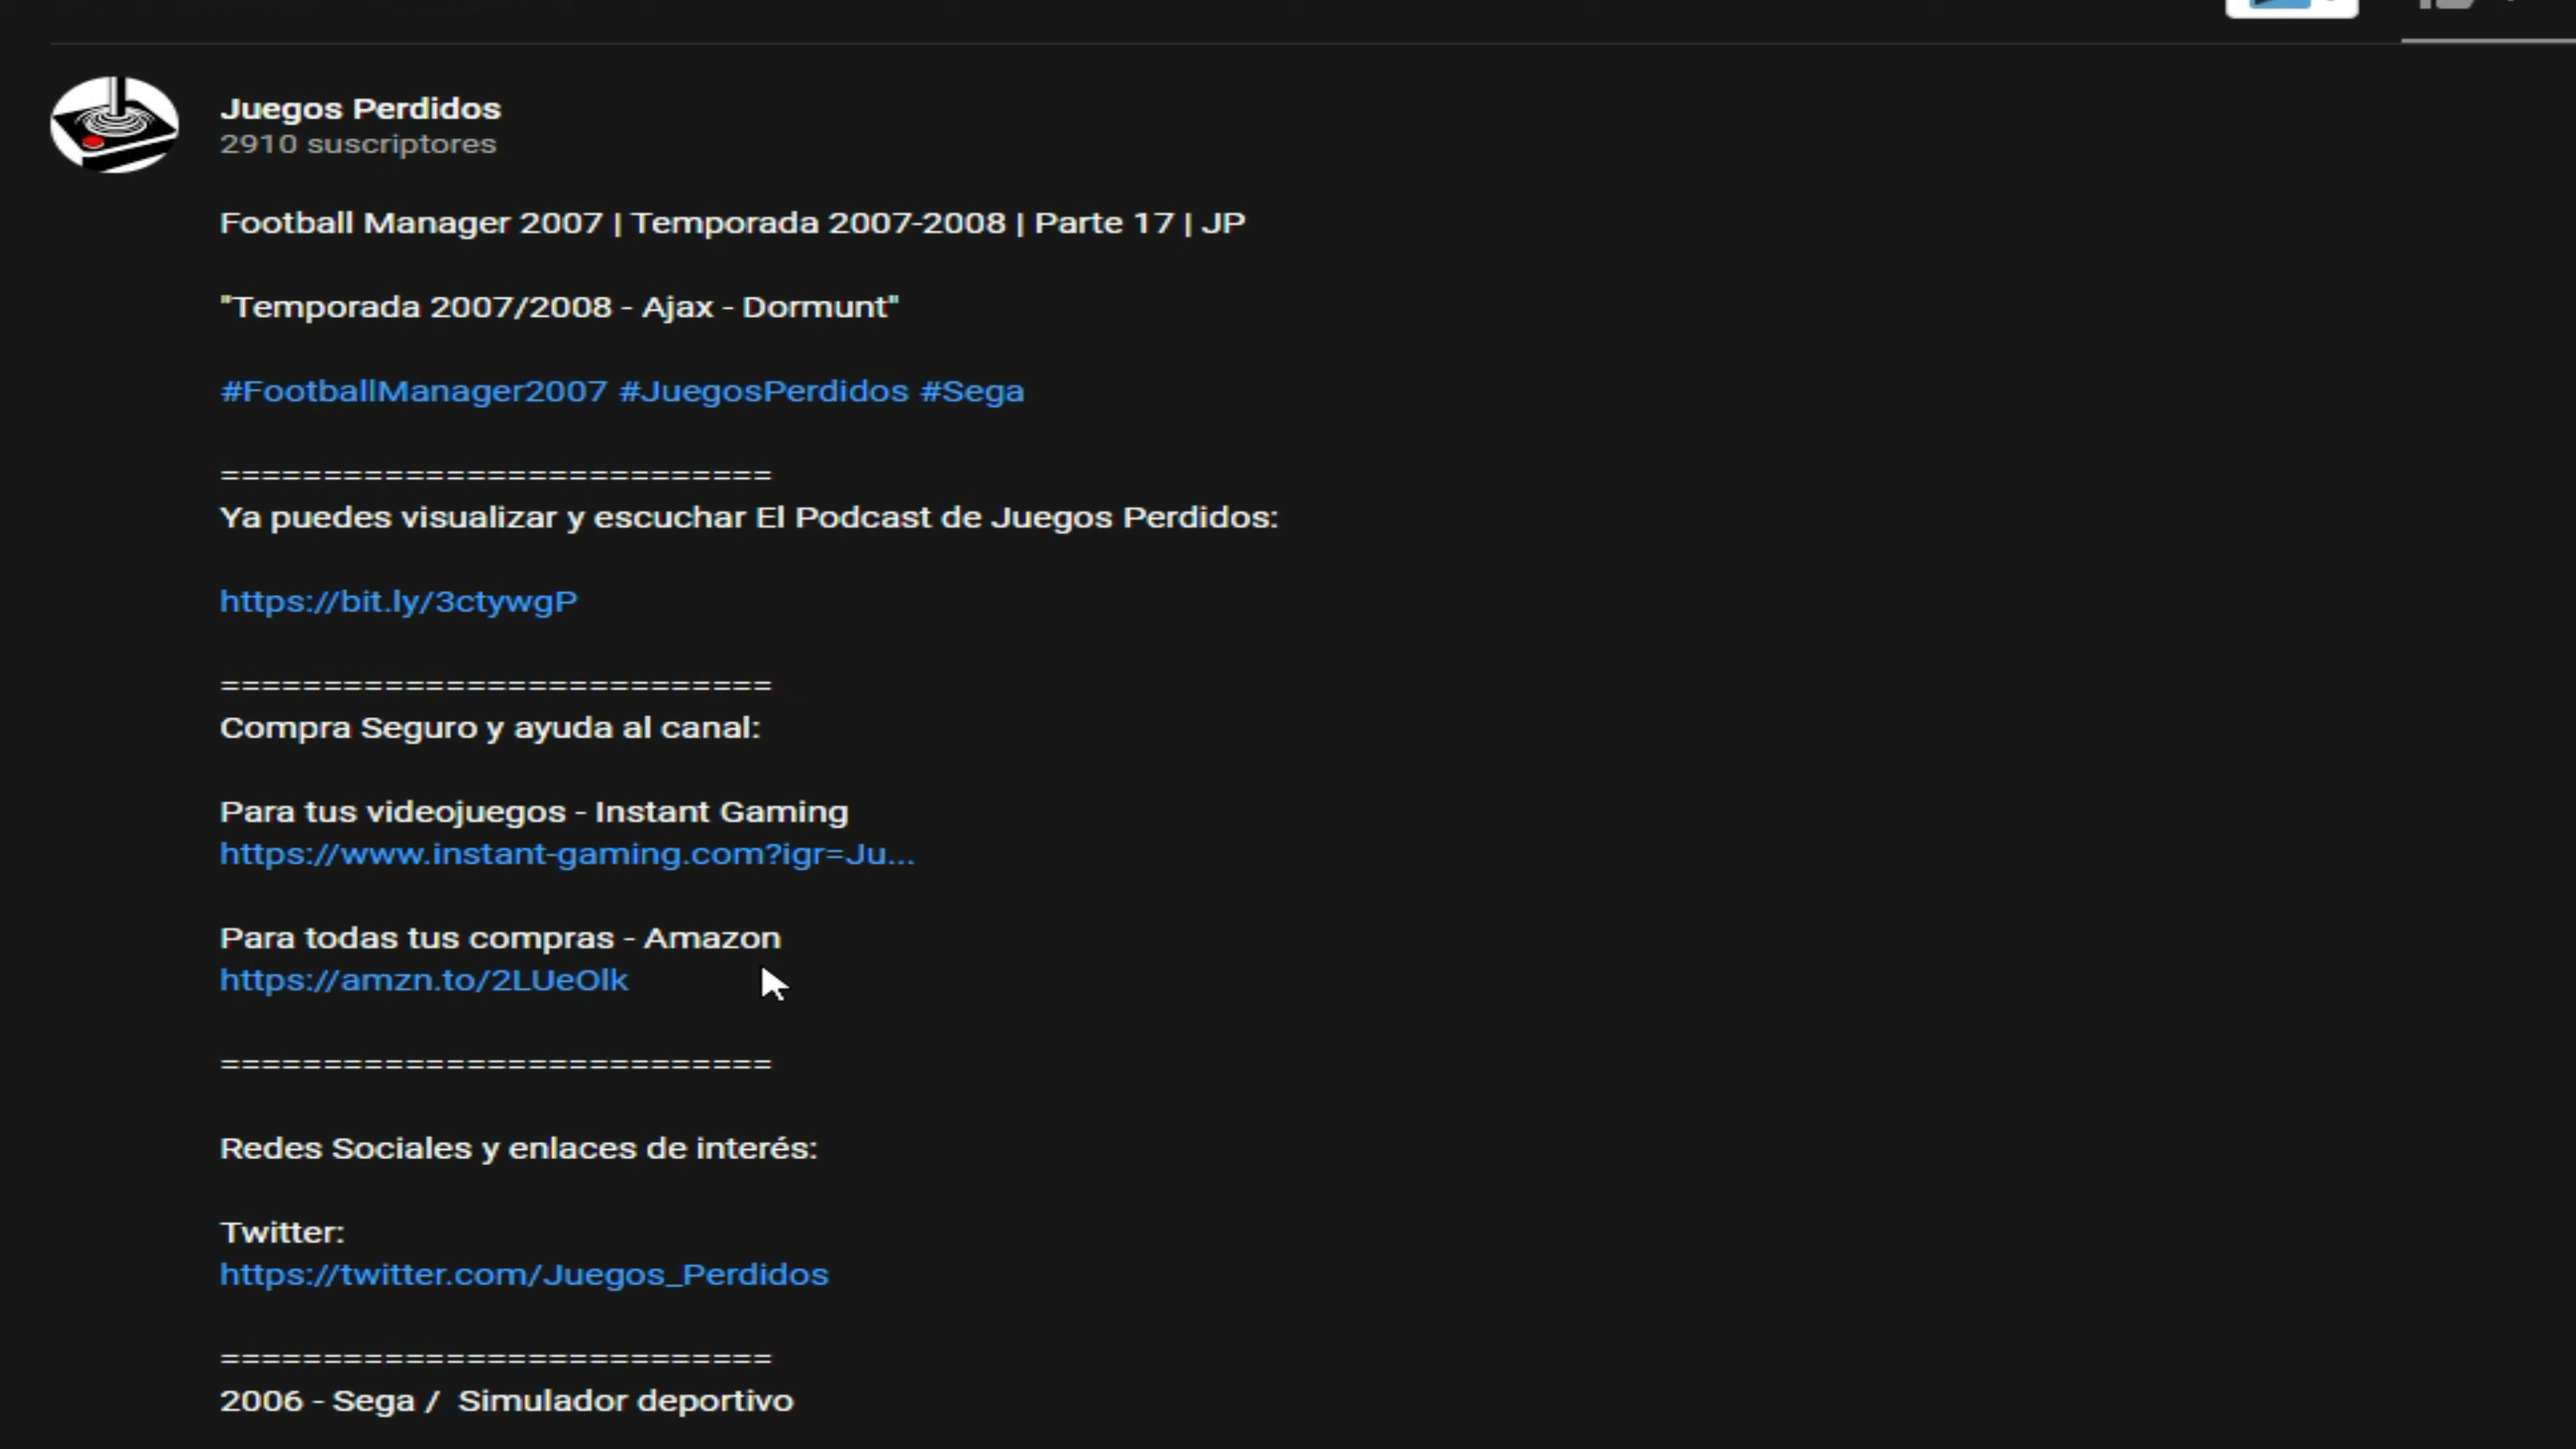 Juegos Perdidos
2910 suscriptores
Football Manager 2007 | Temporada 2007-2008 | Parte 17 | JP
"Temporada 2007/2008 - Ajax - Dormunt"
#FootballManager2007 #JuegosPerdidos #Sega
===========================
Ya puedes visualizar y escuchar El Podcast de Juegos Perdidos:
https://bit.ly/3ctywgP
===========================
Compra Seguro y ayuda al canal:
Para tus videojuegos - Instant Gaming
https://www.instant-gaming.com?igr=Ju...
Para todas tus compras - Amazon
https://amzn.to/2LUeOlk
===========================
Redes Sociales y enlaces de interés:
Twitter:
https://twitter.com/Juegos_Perdidos
===========================
2006 - Sega /  Simulador deportivo